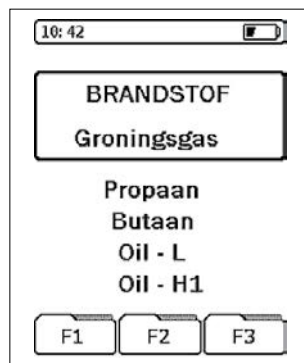 10: 42
BRANDSTOF
Groningsgas
Propaan
Butaan
Oil - L
Oil - H1
F1 F2 F3